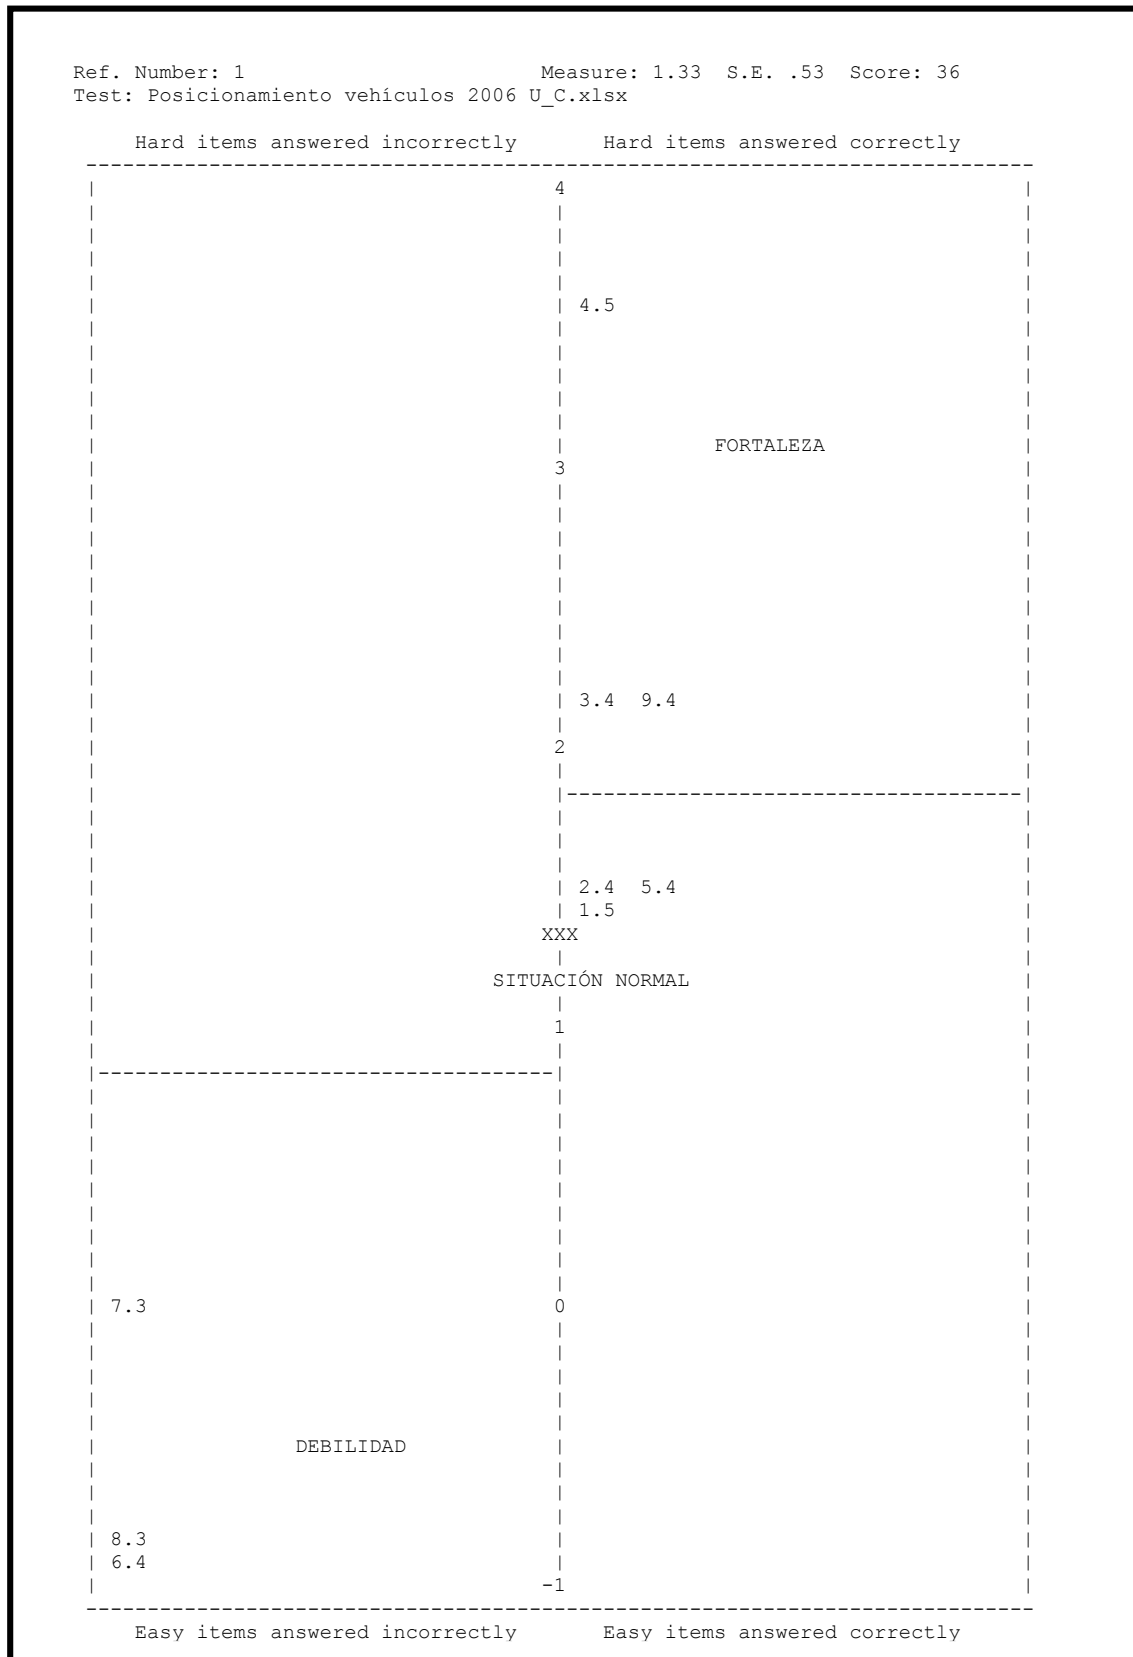 Ref. Number: 1 Measure: 1.33 S.E. .53 Score: 36
Test: Posicionamiento vehículos 2006 U_C.xlsx
Hard items answered incorrectly Hard items answered correctly
4
4.5
FORTALEZA
3
3.4 9.4
2
2.4 5.4
1.5
XXX
SITUACIÓN NORMAL
1
7.3 0
DEBILIDAD
8.3
6.4
-1
Easy items answered incorrectly Easy items answered correctly